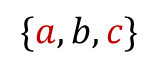 {a, b, c}